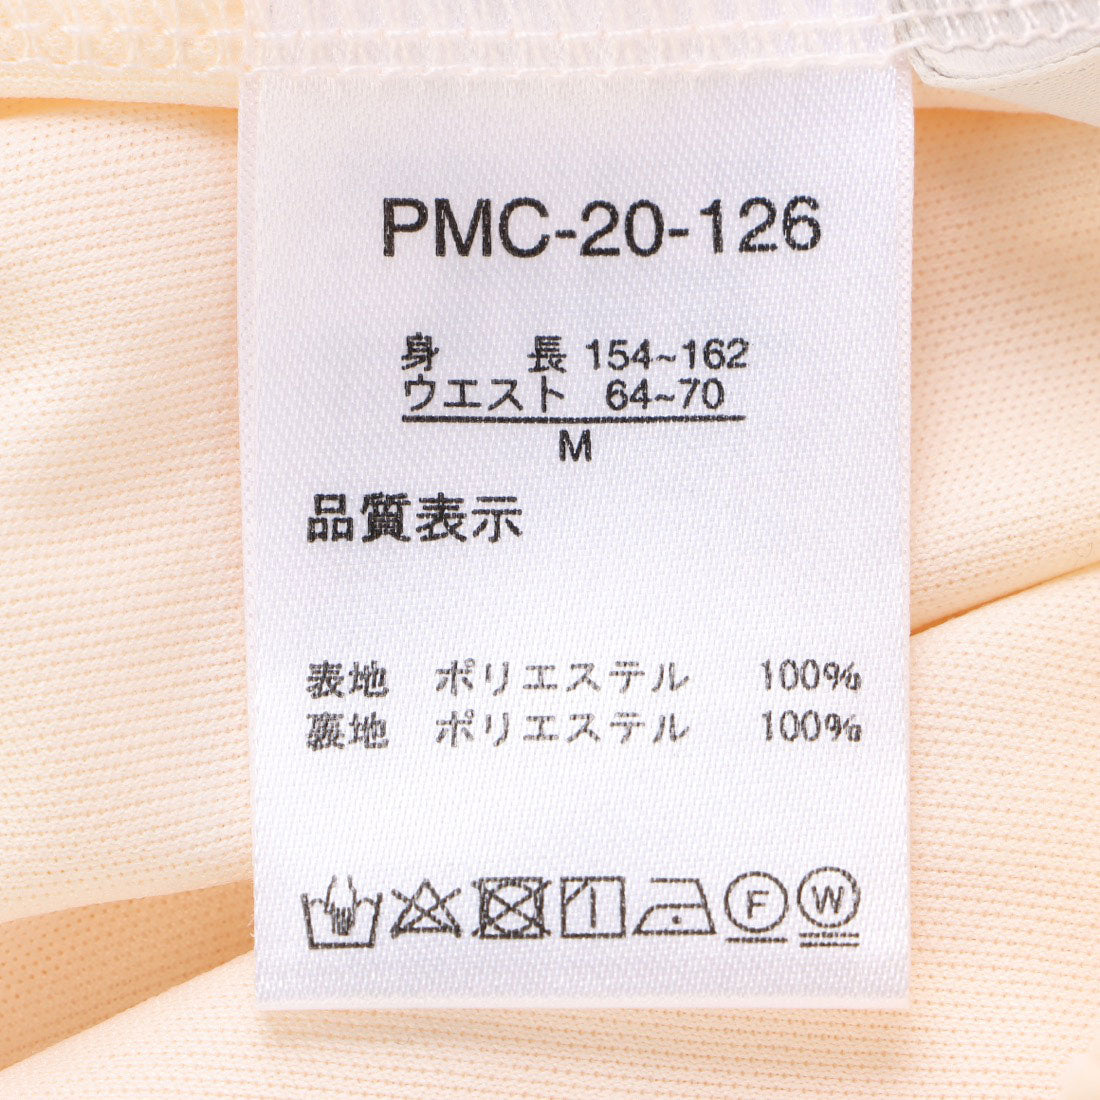 PMC-20-126
身 長 154~162
ウエスト 64~70
M
品質表示
表地 ポリエステル 100%
裏地 ポリエステル 100%
F W